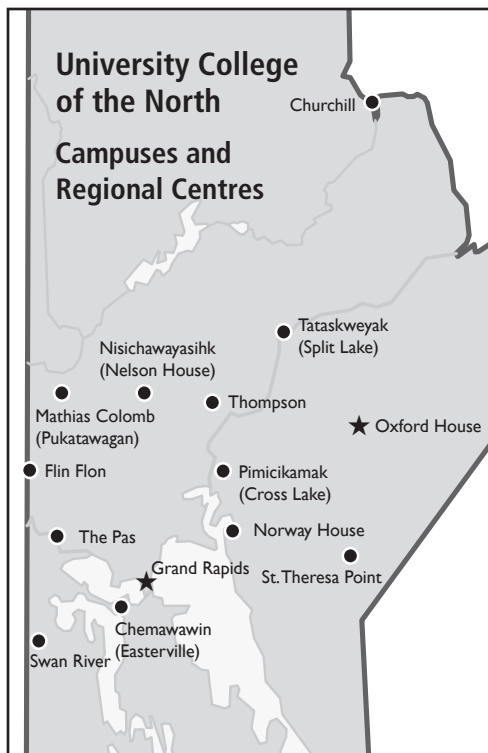 University College
of the North
Campuses and
Regional Centres
Churchill
Tataskweyak
(Split Lake)
Nisichawayasihk
(Nelson House)
Thompson
Mathias Colomb
(Pukatawagan)
Oxford House
Flin Flon
Pimicikamak
(Cross Lake)
The Pas
Norway House
Grand Rapids
St. Theresa Point
Chemawawin
(Easterville)
Swan River